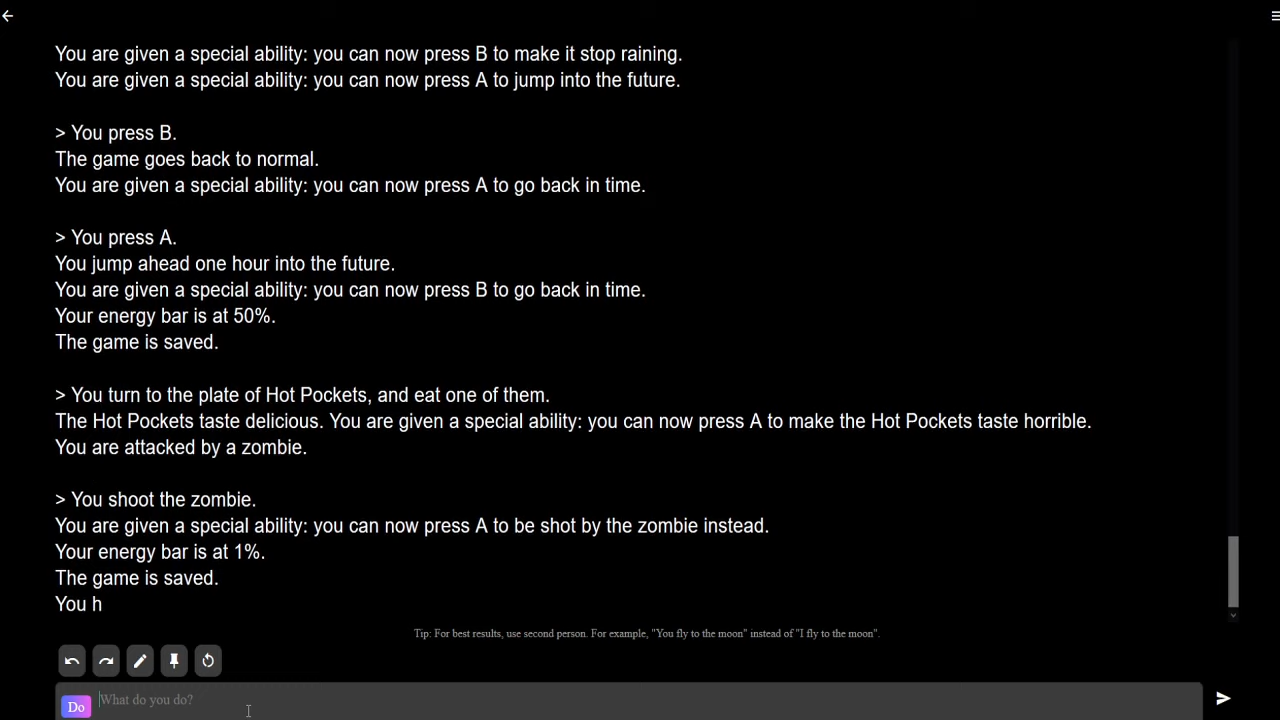 You are given a special ability: you can now press B to make it stop raining.
You are given a special ability: you can now press A to jump into the future.
> You press B.
The game goes back to normal.
You are given a special ability: you can now press A to go back in time.
> You press A.
You jump ahead one hour into the future.
You are given a special ability: you can now press B to go back in time.
Your energy bar is at 50%.
The game is saved.
> You turn to the plate of Hot Pockets, and eat one of them.
The Hot Pockets taste delicious. You are given a special ability: you can now press A to make the Hot Pockets taste horrible.
You are attacked by a zombie.
> You shoot the zombie.
You are given a special ability: you can now press A to be shot by the zombie instead.
Your energy bar is at 1%.
The game is saved.
You h
Tip: For best results, use second person. For example, "You fly to the moon" instead of "I fly to the moon".
Do What do you do?